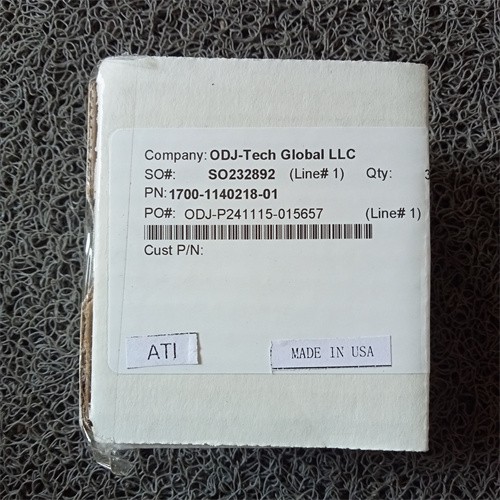 Company: ODJ-Tech Global LLC
SO#: SO232892 (Line# 1) Qty: 3
PN: 1700-1140218-01
PO#: ODJ-P241115-015657 (Line# 1)
Cust P/N:
ATI
MADE IN USA